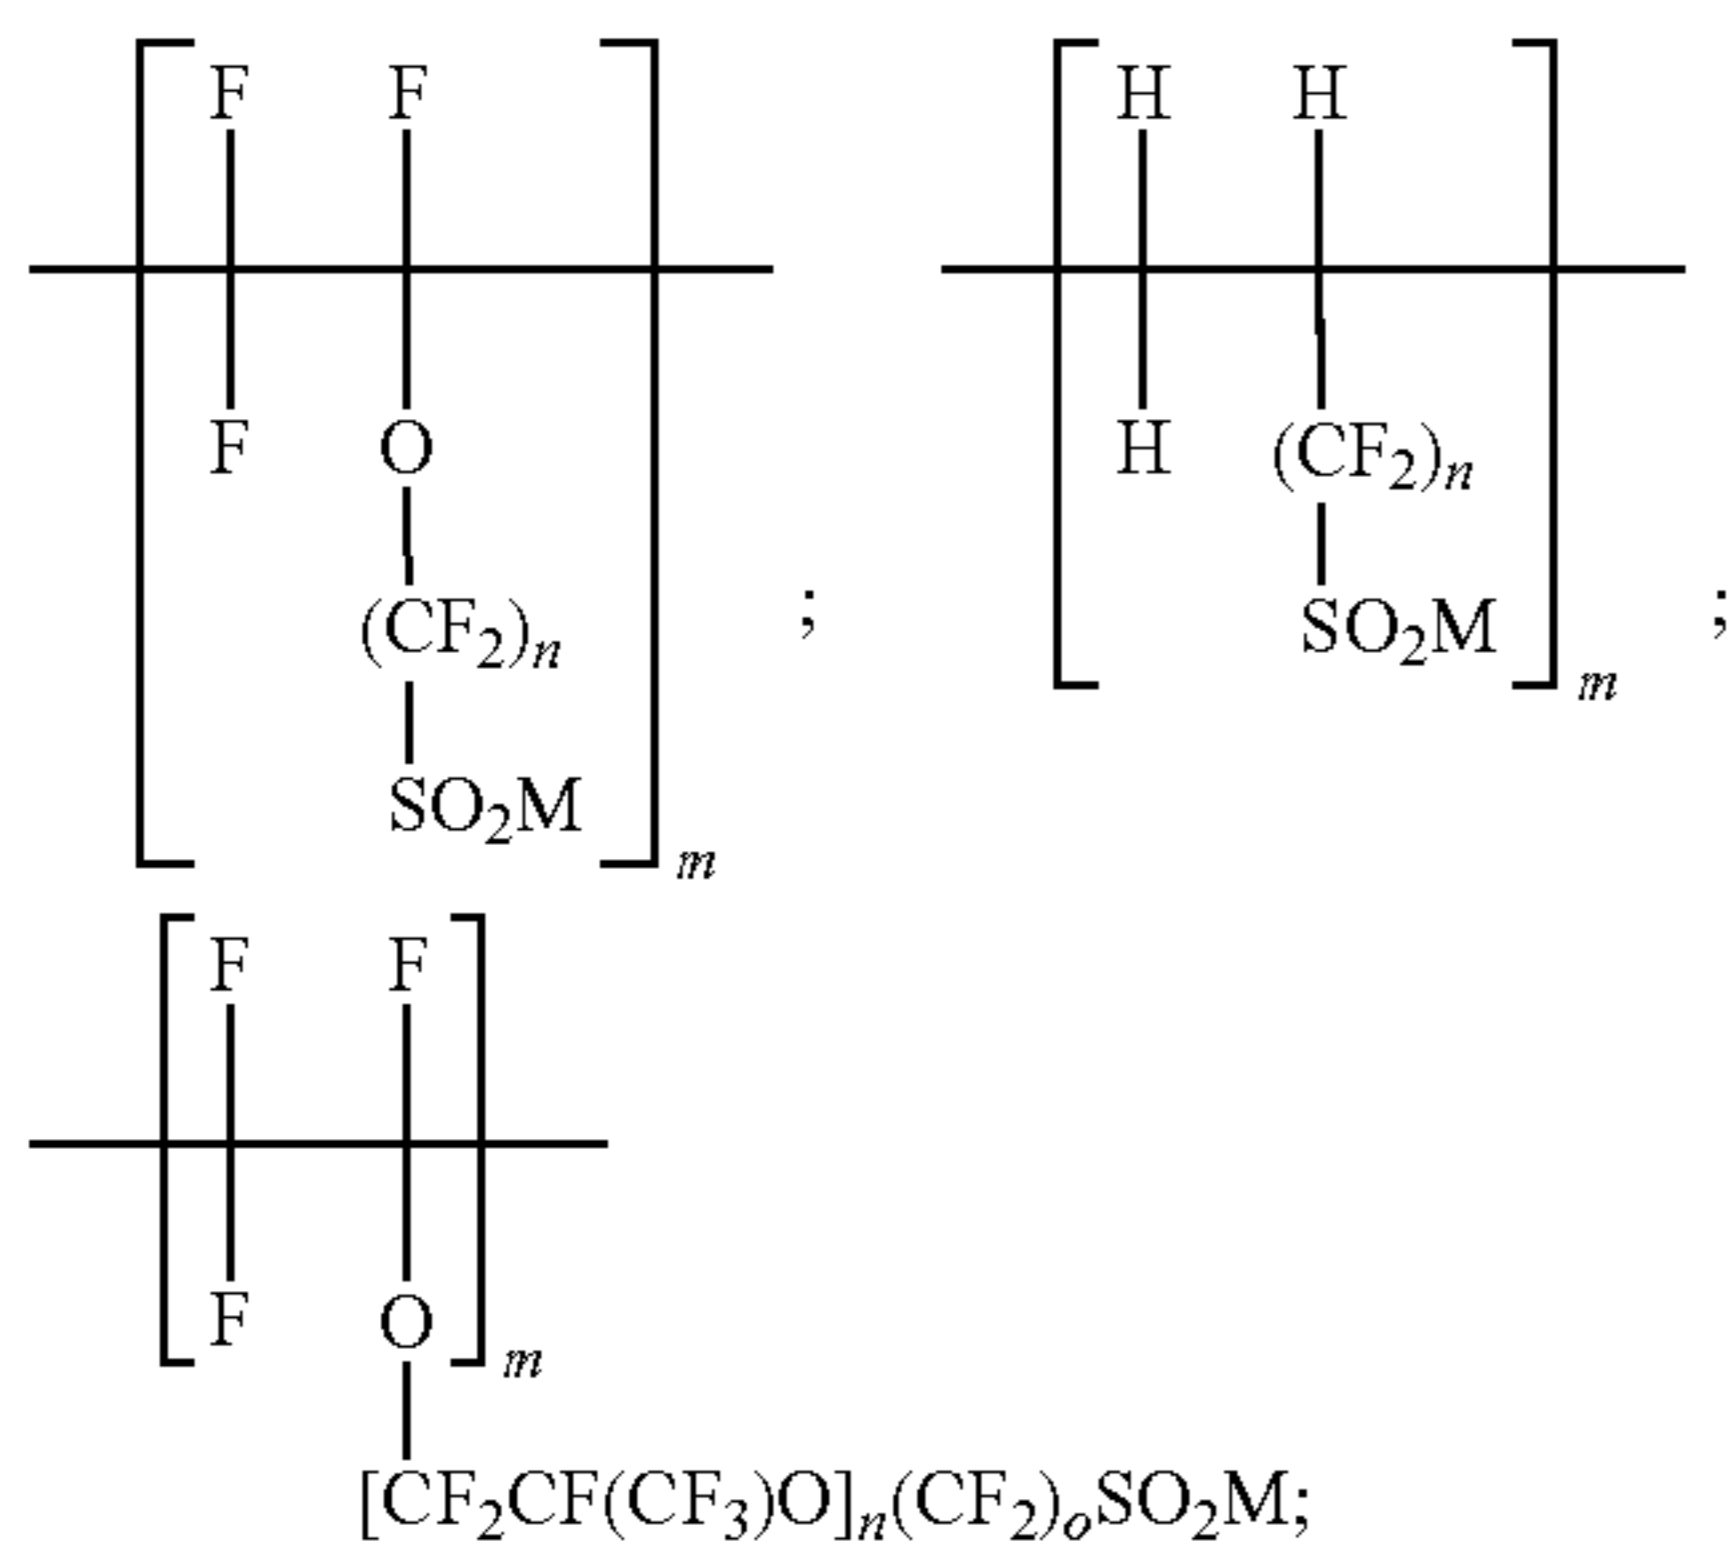 F F
F O
(CF2)n
SO2M
m
;
H H
H (CF2)n
SO2M
m
;
F F
F O
m
[CF2CF(CF3)O]n(CF2)oSO2M;